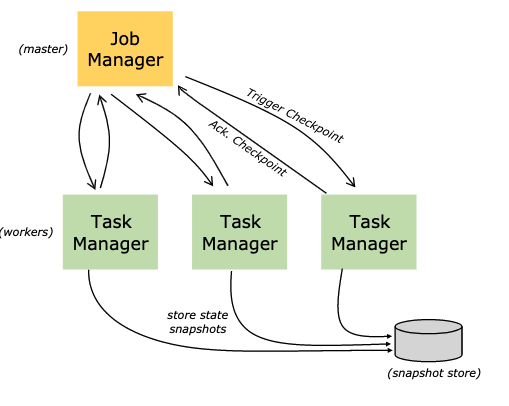 (master)
Job
Manager
Trigger Checkpoint
Ack. Checkpoint
(workers)
Task
Manager
Task
Manager
Task
Manager
store state
snapshots
(snapshot store)